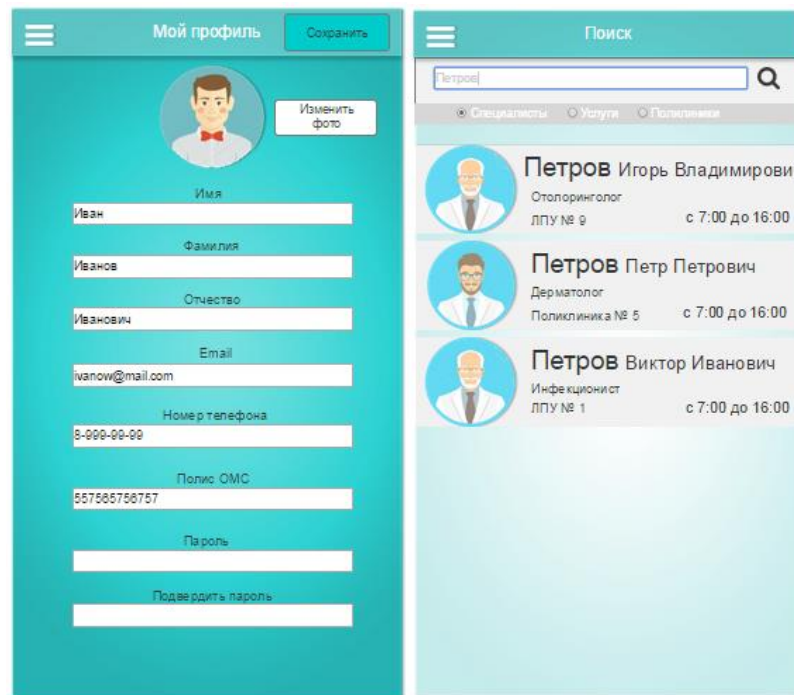 Мой профиль
Сохранить
Изменить
фото
Имя
Иван
Фамилия
Иванов
Отчество
Иванович
Email
ivanow@mail.com
Номер телефона
8-999-99-99
Полис ОМС
557565756757
Пароль
Подвердить пароль
Поиск
Петров
Специалисты Услуги Полилиники
Петров Игорь Владимирови
Отолоринголог
ЛПУ № 9 с 7:00 до 16:00
Петров Петр Петрович
Дерматолог
Поликлиника № 5 с 7:00 до 16:00
Петров Виктор Иванович
Инфекционист
ЛПУ № 1 с 7:00 до 16:00